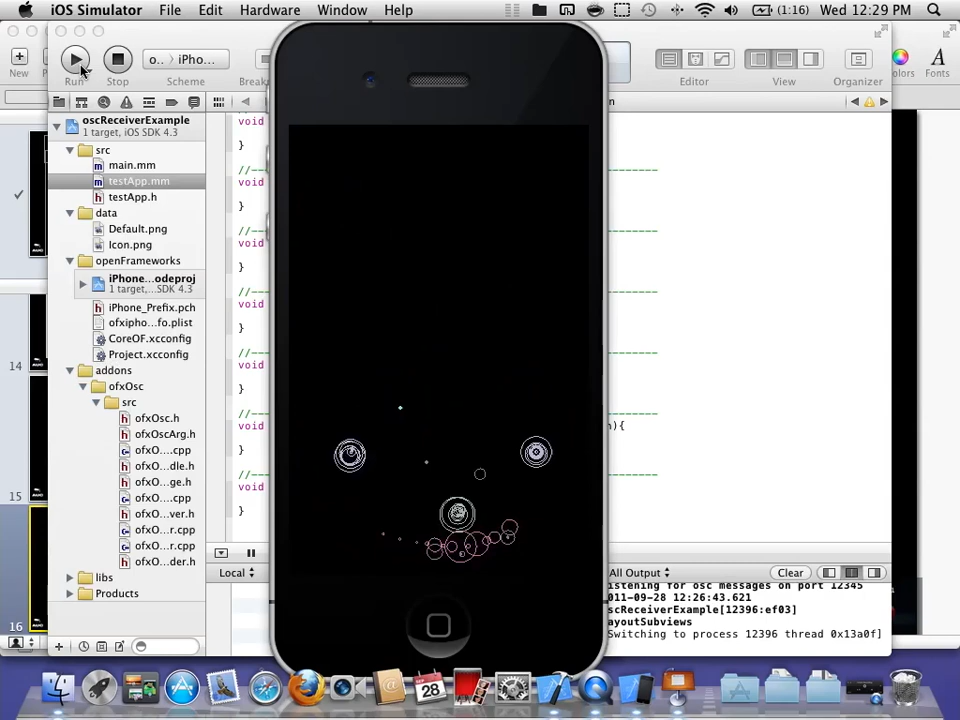 iOS Simulator File Edit Hardware Window Help (1:16) Wed 12:29 PM
New Run Stop o.. › iPho... Scheme Break Editor View Organizer Colors Fonts
oscReceiverExample
1 target, iOS SDK 4.3
src
main.mm
testApp.mm
testApp.h
data
Default.png
Icon.png
openFrameworks
iPhone...odeproj
1 target,...SDK 4.3
iPhone_Prefix.pch
ofxipho...fo.plist
CoreOF.xcconfig
Project.xcconfig
addons
ofxOsc
src
ofxOsc.h
ofxOscArg.h
ofxO....cpp
ofxO...dle.h
ofxO...ge.h
ofxO....cpp
ofxO...ver.h
ofxO...r.cpp
ofxO...r.cpp
ofxO...der.h
libs
Products
void
}
//--
void
}
//--
void
}
//--
void
}
//--
void
}
//--
void
){
}
//--
void
}
14
15
16
Local
All Output
Clear
istening for osc messages on port 12345
011-09-28 12:26:43.621
scReceiverExample[12396:ef03]
ayoutSubviews
Switching to process 12396 thread 0x13a0f]
SEP
28